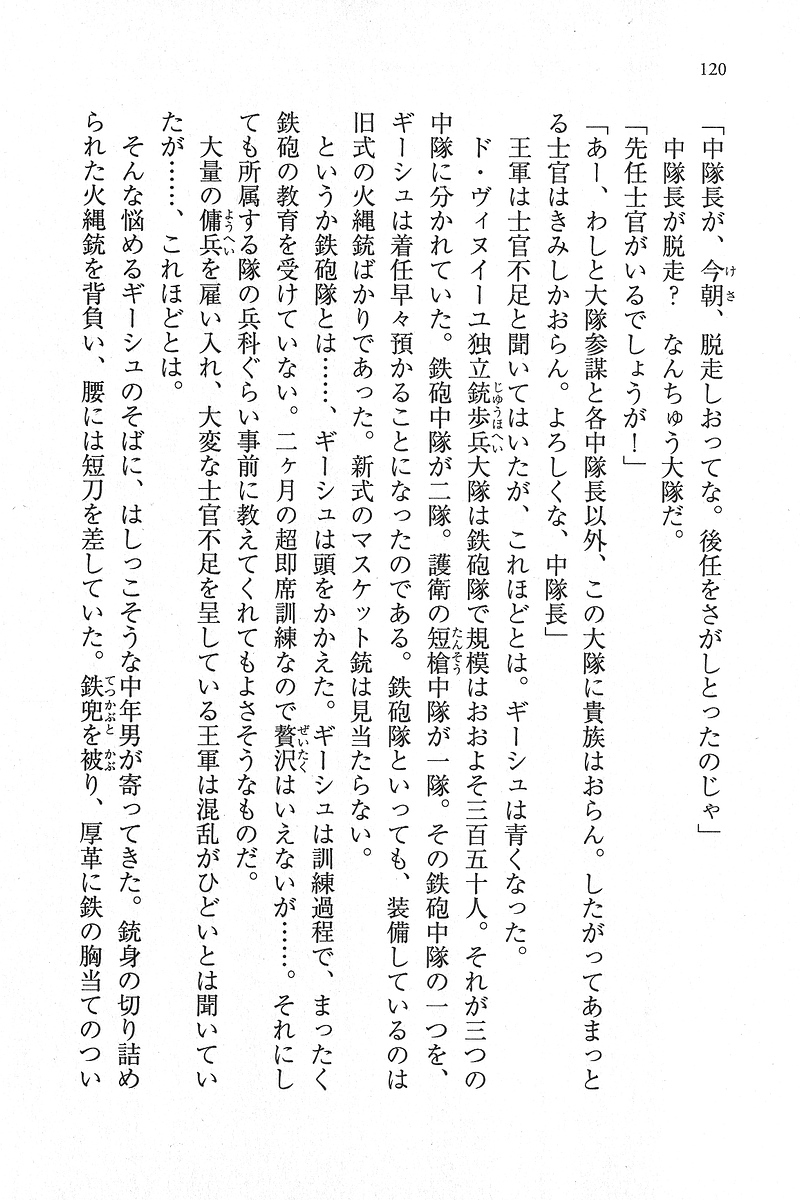 120
「中隊長が、今朝、脱走しおってな。後任をさがしとったのじゃ」
中隊長が脱走？　なんちゅう大隊だ。
「先任士官がいるでしょうが！」
「あー、わしと大隊参謀と各中隊長以外、この大隊に貴族はおらん。したがってあまっと
る士官はきみしかおらん。よろしくな、中隊長」
王軍は士官不足と聞いてはいたが、これほどとは。ギーシュは青くなった。
ド・ヴィヌイーユ独立銃歩兵大隊は鉄砲隊で規模はおおよそ三百五十人。それが三つの
中隊に分かれていた。鉄砲中隊が二隊。護衛の短槍中隊が一隊。その鉄砲中隊の一つを、
ギーシュは着任早々預かることになったのである。鉄砲隊といっても、装備しているのは
旧式の火縄銃ばかりであった。新式のマスケット銃は見当たらない。
というか鉄砲隊とは……、ギーシュは頭をかかえた。ギーシュは訓練過程で、まったく
鉄砲の教育を受けていない。二ヶ月の超即席訓練なので贅沢はいえないが……。それにし
ても所属する隊の兵科ぐらい事前に教えてくれてもよさそうなものだ。
大量の傭兵を雇い入れ、大変な士官不足を呈している王軍は混乱がひどいとは聞いてい
たが……、これほどとは。
そんな悩めるギーシュのそばに、はしっこそうな中年男が寄ってきた。銃身の切り詰め
られた火縄銃を背負い、腰には短刀を差していた。鉄兜を被り、厚革に鉄の胸当てのつい